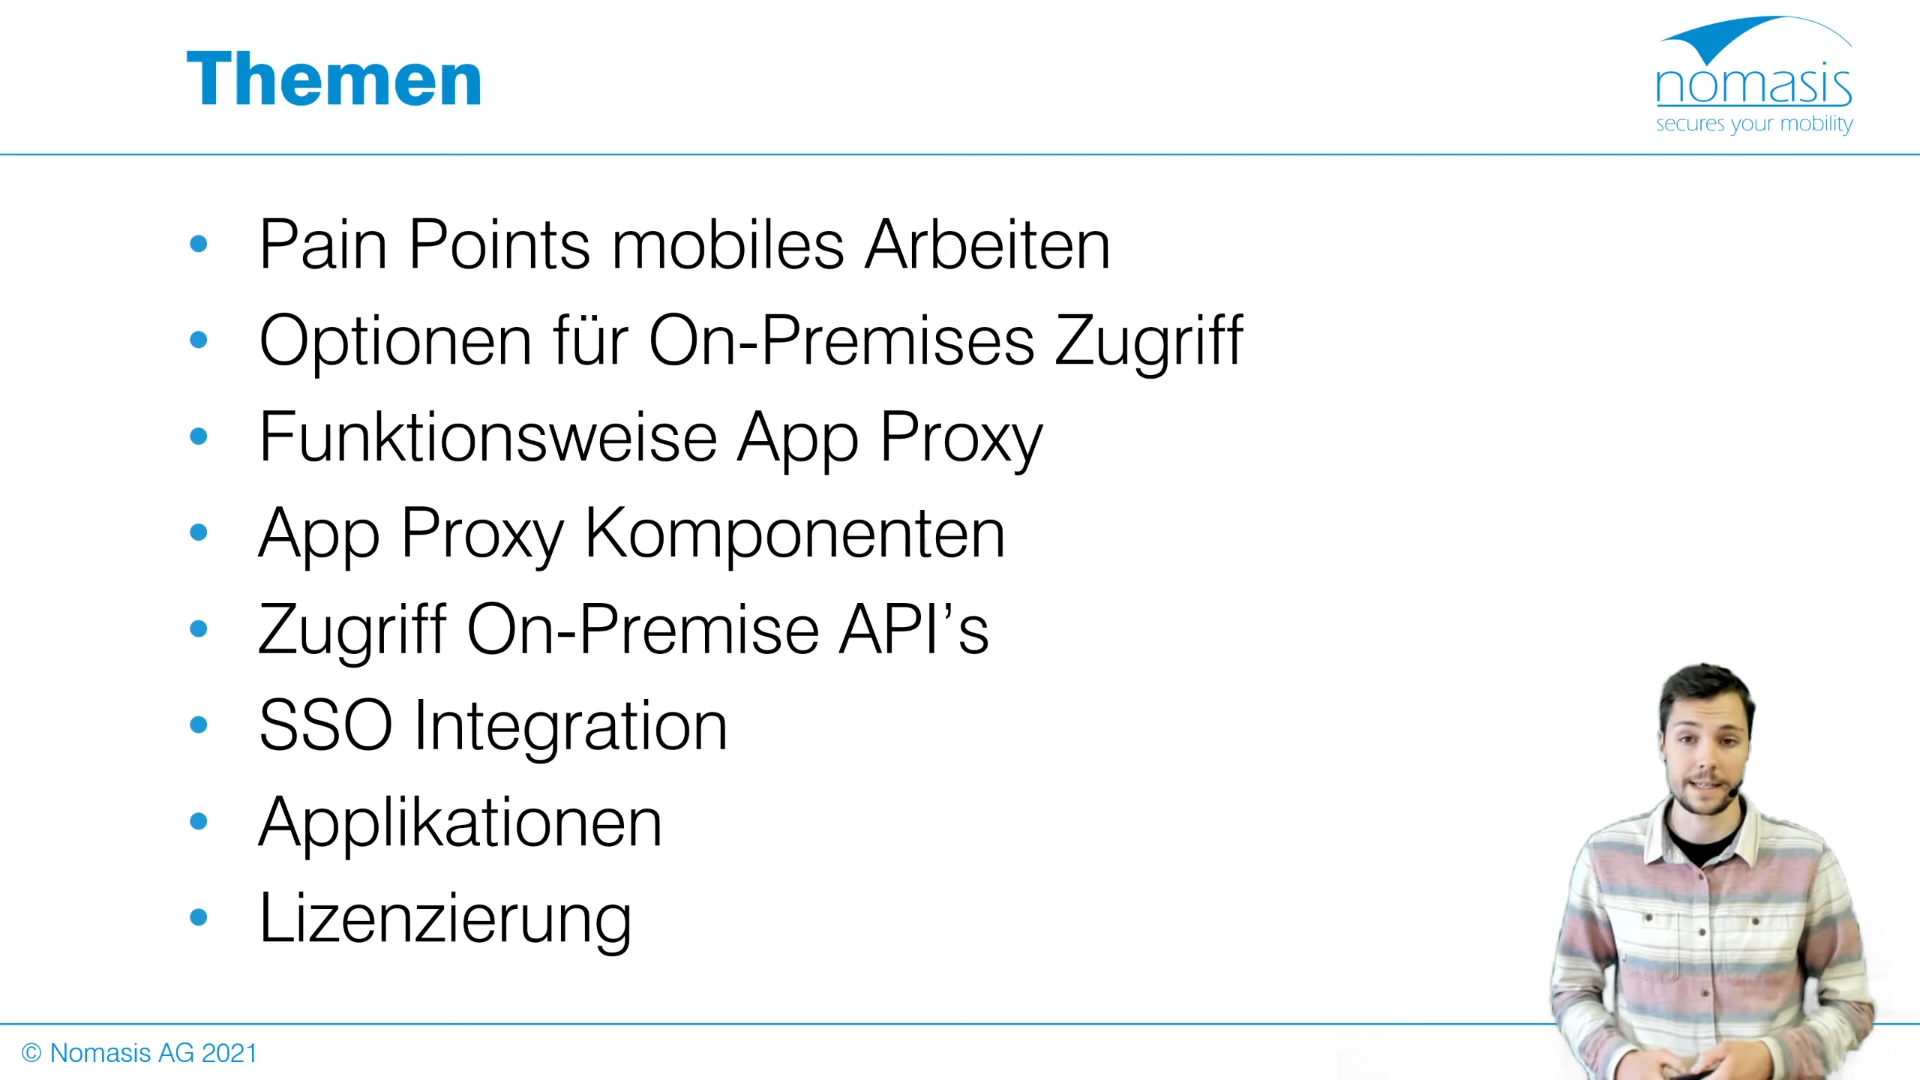 Themen
nomasis
secures your mobility
• Pain Points mobiles Arbeiten
• Optionen für On-Premises Zugriff
• Funktionsweise App Proxy
• App Proxy Komponenten
• Zugriff On-Premise API’s
• SSO Integration
• Applikationen
• Lizenzierung
© Nomasis AG 2021